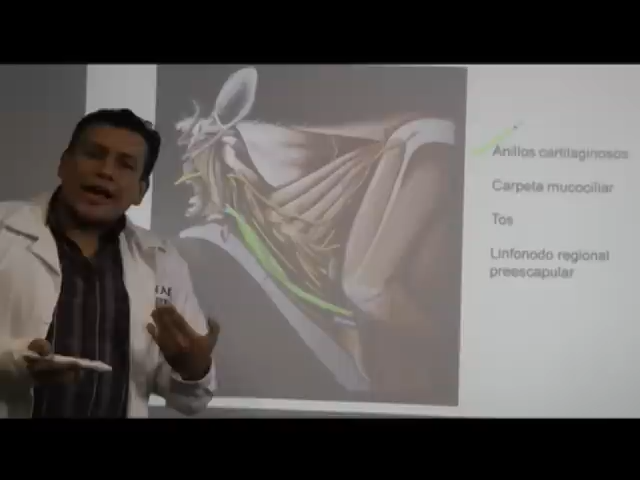 Anillos cartilaginosos
Carpeta mucociliar
Tos
Linfonodo regional
preescapular